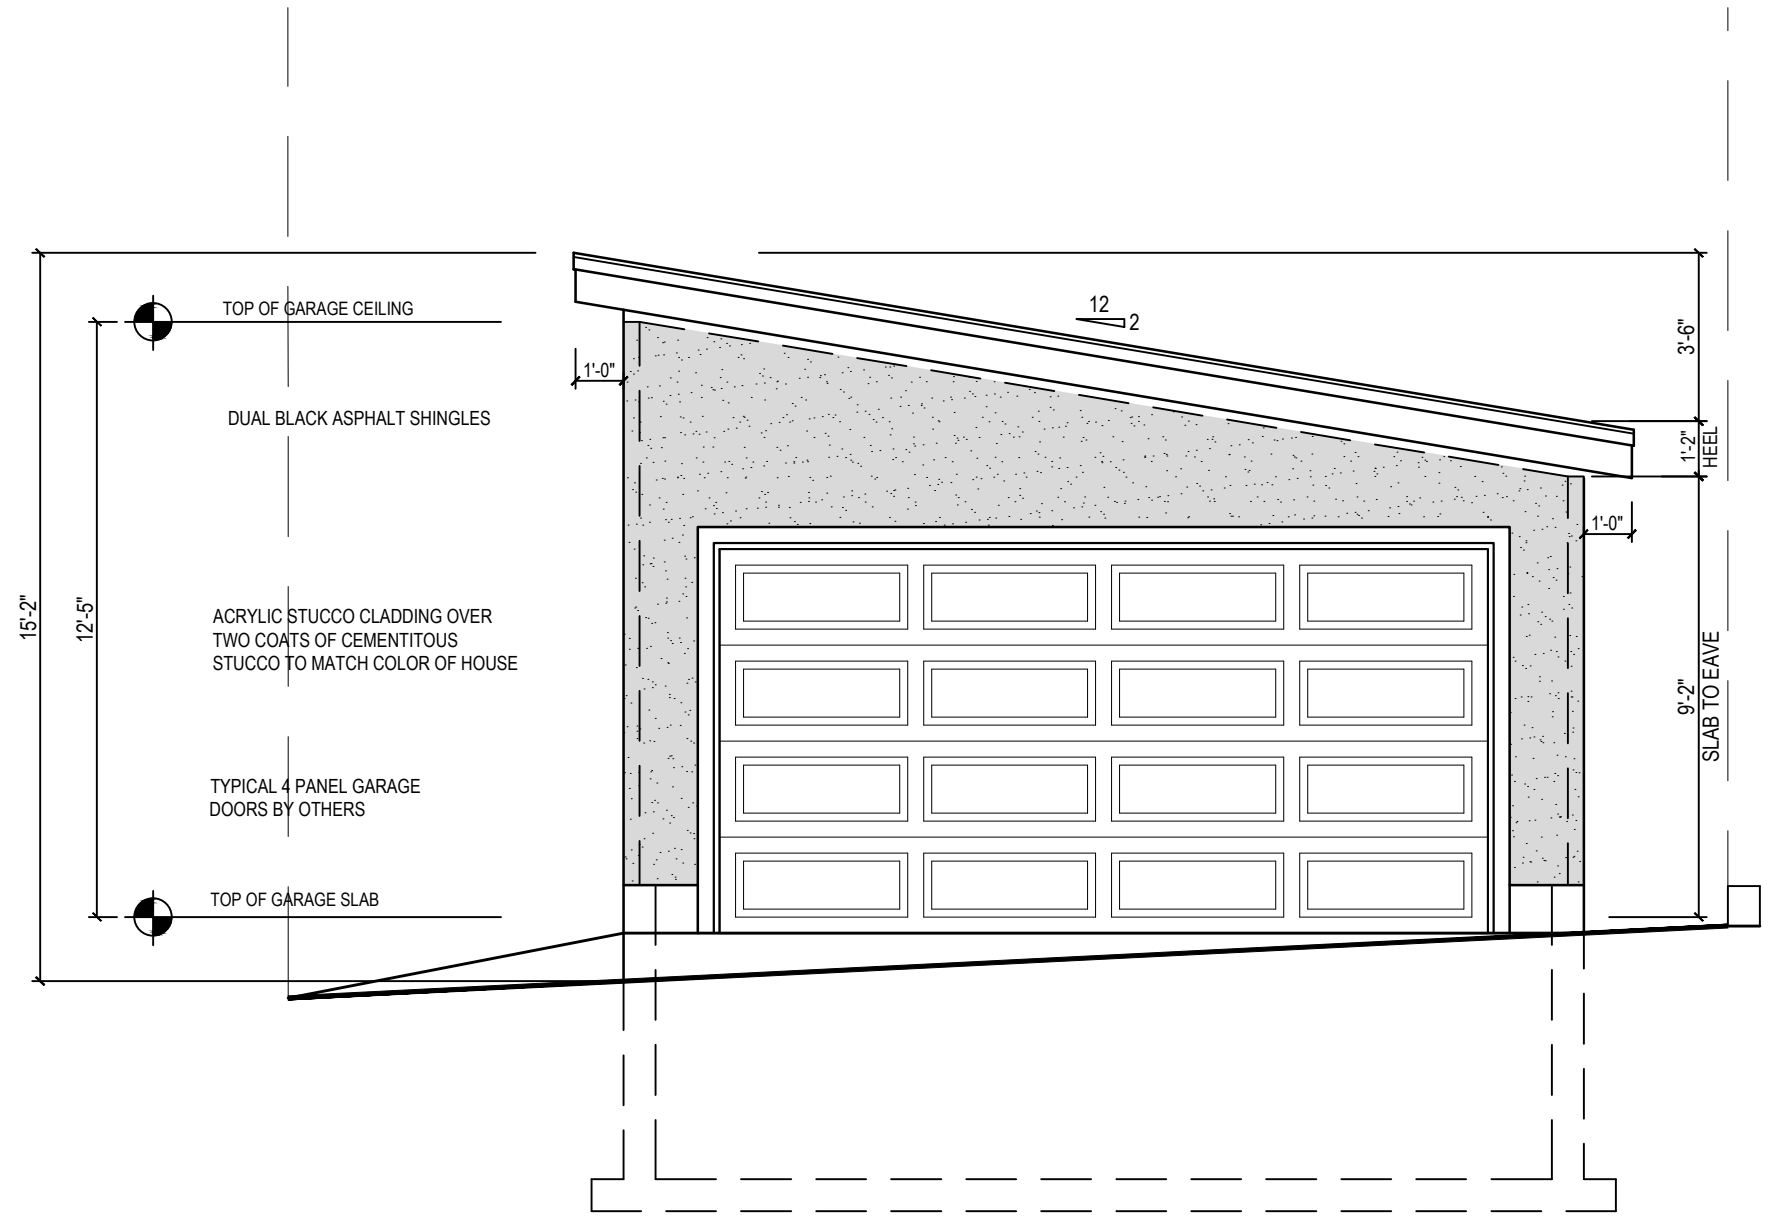 TOP OF GARAGE CEILING
12
2
3'-6"
1'-0"
DUAL BLACK ASPHALT SHINGLES
1'-2"
HEEL
1'-0"
15'-2"
12'-5"
ACRYLIC STUCCO CLADDING OVER
TWO COATS OF CEMENTITOUS
STUCCO TO MATCH COLOR OF HOUSE
9'-2"
SLAB TO EAVE
TYPICAL 4 PANEL GARAGE
DOORS BY OTHERS
TOP OF GARAGE SLAB